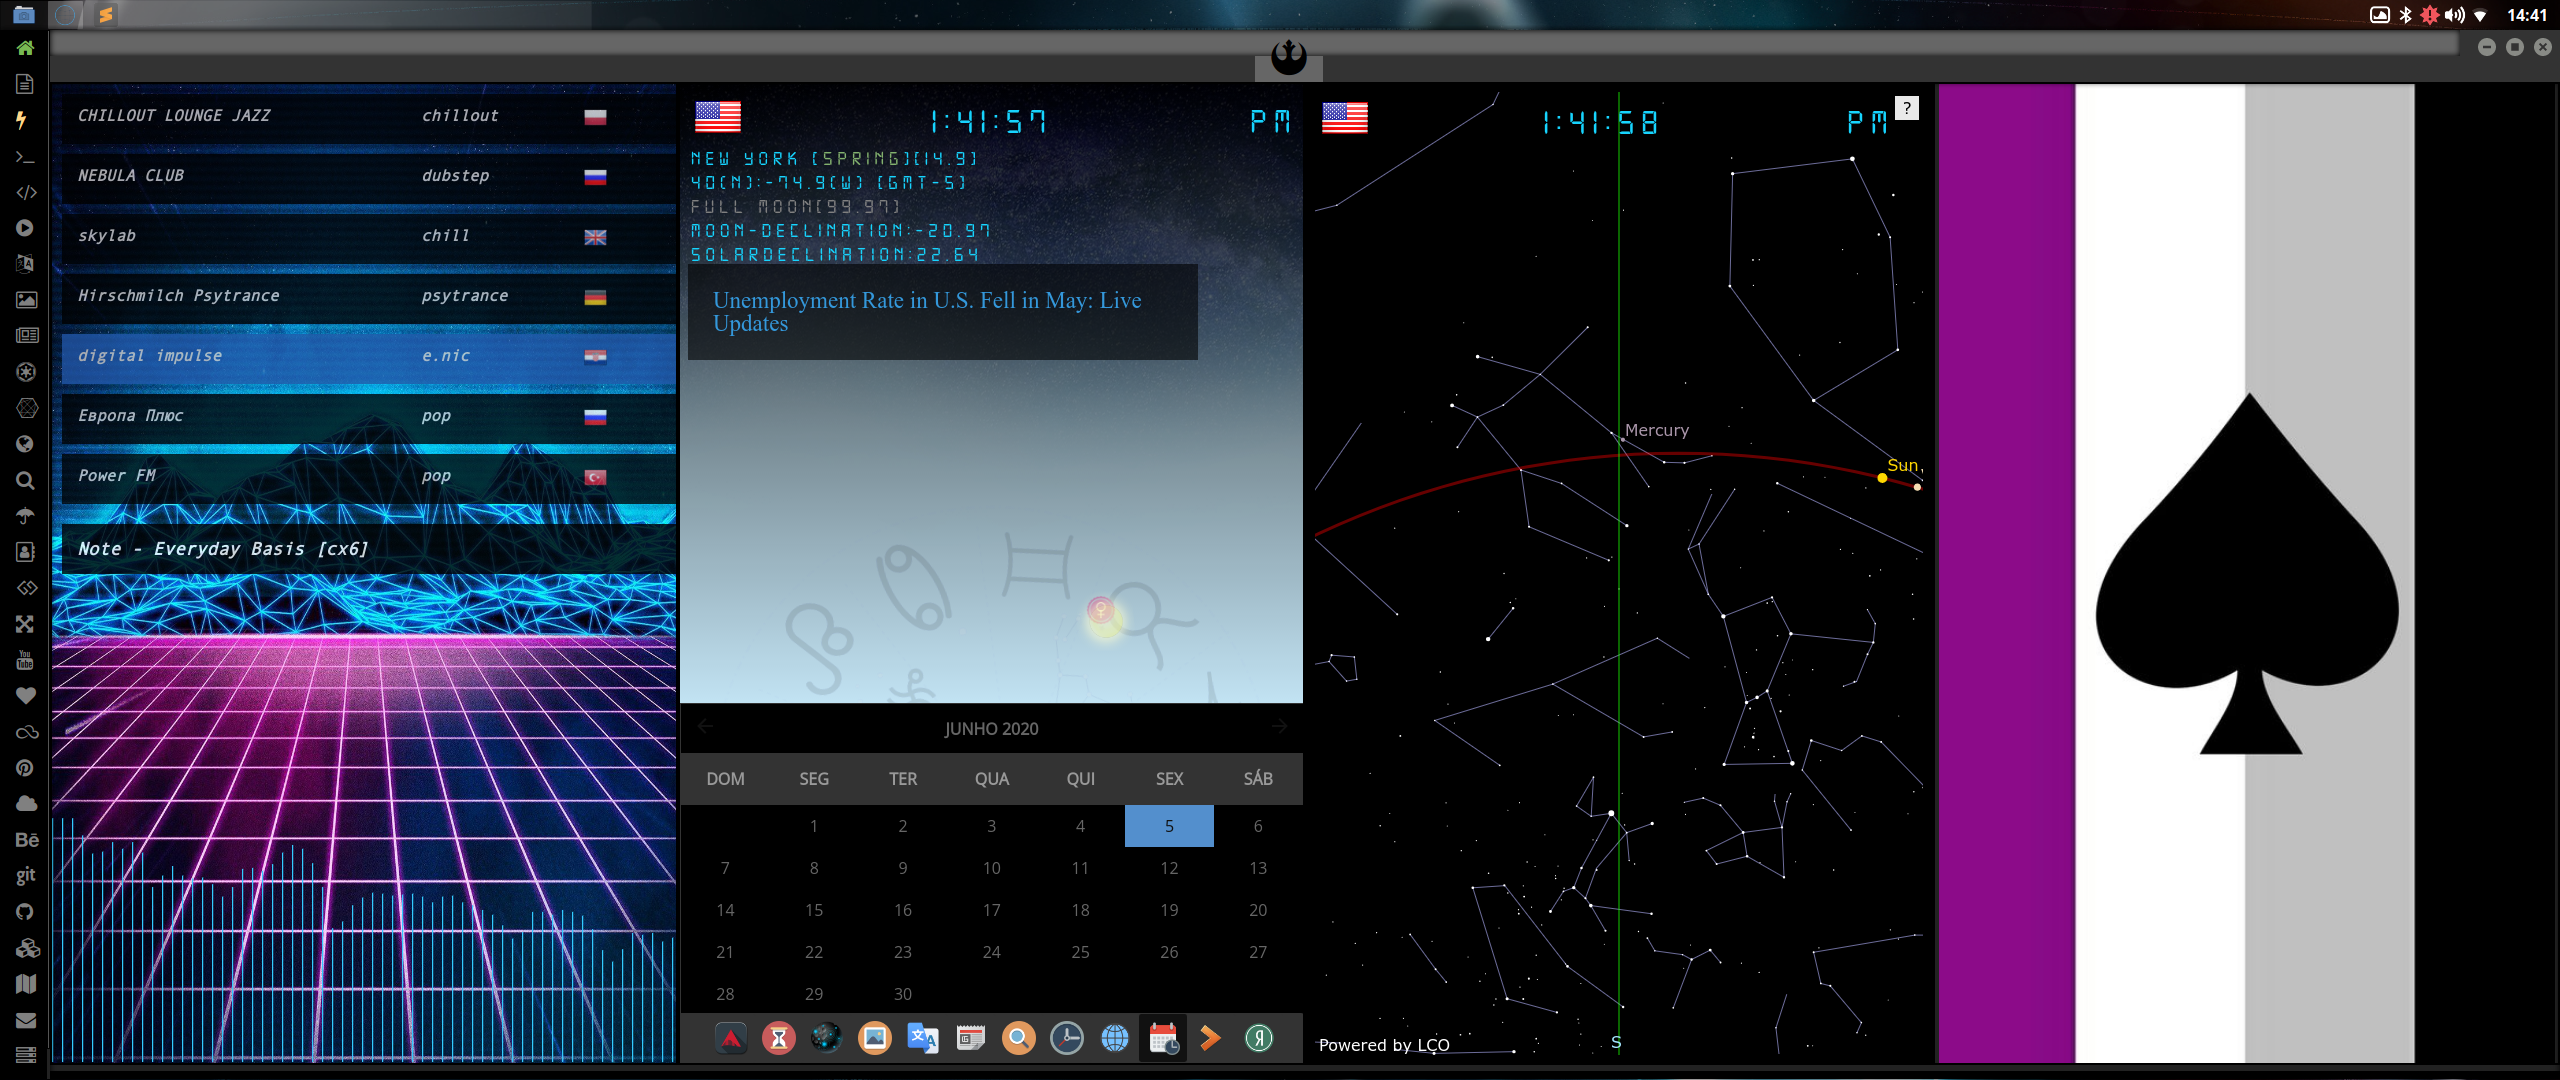 14:41
CHILLOUT LOUNGE JAZZ chillout
NEBULA CLUB dubstep
skylab chill
Hirschmilch Psytrance psytrance
digital impulse e.nic
Европа Плюс pop
Power FM pop
Note - Everyday Basis [cx6]
You
Tube
Bē
git
1:41:57 PM
NEW YORK [SPRING][14.9]
40(N):-74.9(W) [GMT-5]
FULL MOON[99.97]
MOON-DECLINATION:-20.97
SOLARDECLINATION:22.64
Unemployment Rate in U.S. Fell in May: Live
Updates
JUNHO 2020
DOM SEG TER QUA QUI SEX SÁB
1 2 3 4 5 6
7 8 9 10 11 12 13
14 15 16 17 18 19 20
21 22 23 24 25 26 27
28 29 30
1:41:58 PM ?
Mercury
Sun
Powered by LCO
S